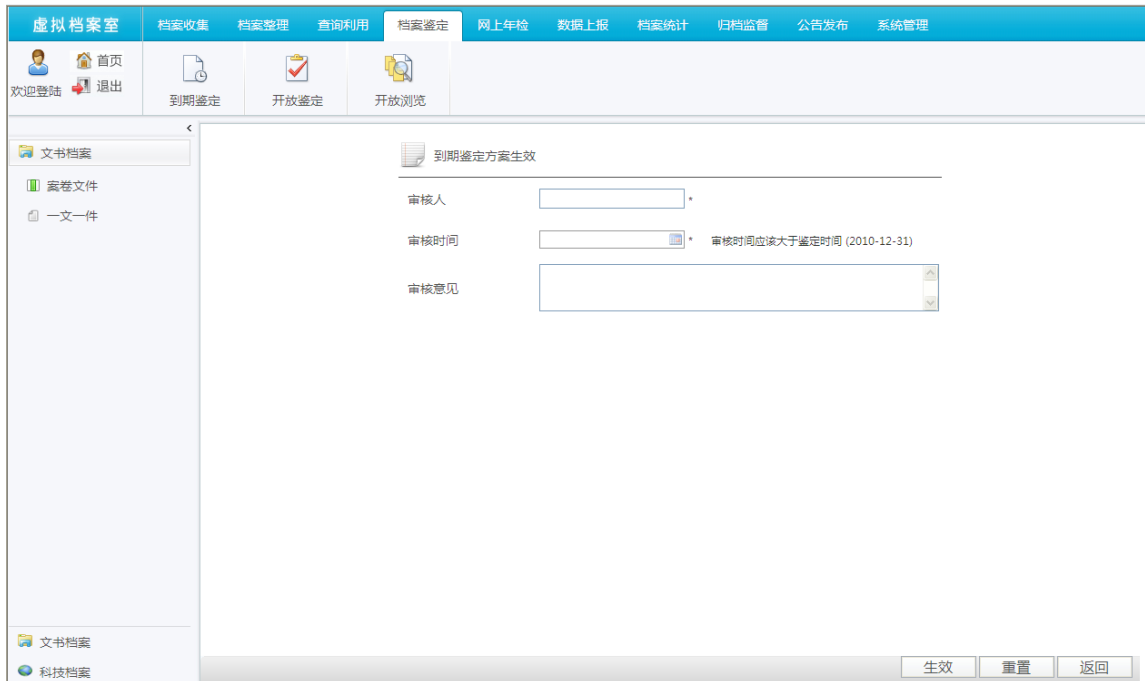 虚拟档案室 档案收集 档案整理 查询利用 档案鉴定 网上年检 数据上报 档案统计 归档监督 公告发布 系统管理
首页
欢迎登陆 退出
到期鉴定 开放鉴定 开放浏览
文书档案
案卷文件
一文一件
到期鉴定方案生效
审核人 *
审核时间 * 审核时间应该大于鉴定时间 (2010-12-31)
审核意见
文书档案
科技档案
生效 重置 返回